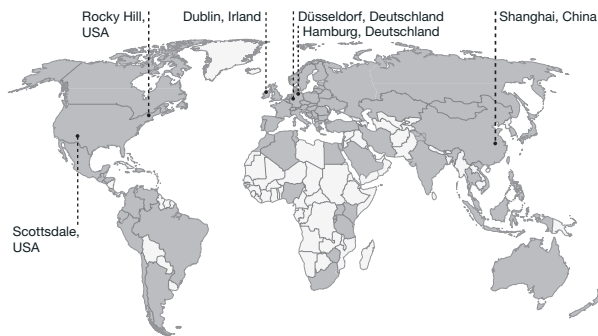 Rocky Hill,
USA
Dublin, Irland
Düsseldorf, Deutschland
Hamburg, Deutschland
Shanghai, China
Scottsdale,
USA